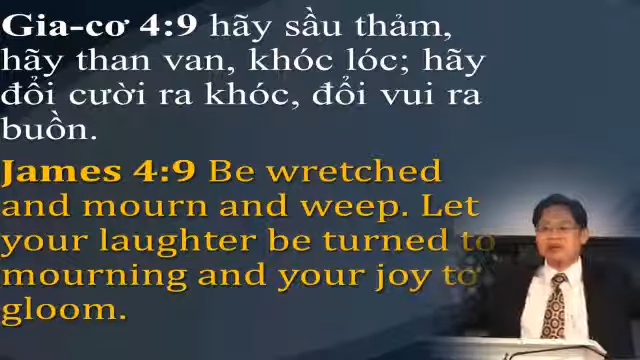 Gia-cơ 4:9 hãy sầu thảm,
hãy than van, khóc lóc; hãy
đổi cười ra khóc, đổi vui ra
buồn.
James 4:9 Be wretched
and mourn and weep. Let
your laughter be turned to
mourning and your joy to
gloom.